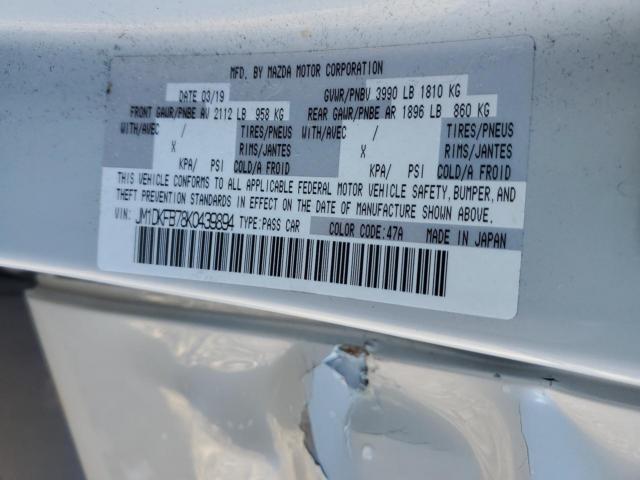 MFD. BY MAZDA MOTOR CORPORATION
DATE 03/19 GVWR/PNBV 3990 LB 1810 KG
FRONT GAWR/PNBE AV 2112 LB 958 KG REAR GAWR/PNBE AR 1896 LB 860 KG
WITH/AVEC / TIRES/PNEUS WITH/AVEC / TIRES/PNEUS
X RIMS/JANTES X RIMS/JANTES
KPA/ PSI COLD/A FROID KPA/ PSI COLD/A FROID
THIS VEHICLE CONFORMS TO ALL APPLICABLE FEDERAL MOTOR VEHICLE SAFETY, BUMPER, AND
THEFT PREVENTION STANDARDS IN EFFECT ON THE DATE OF MANUFACTURE SHOWN ABOVE.
VIN: JM1DKFB78K0439894 TYPE:PASS CAR COLOR CODE:47A MADE IN JAPAN